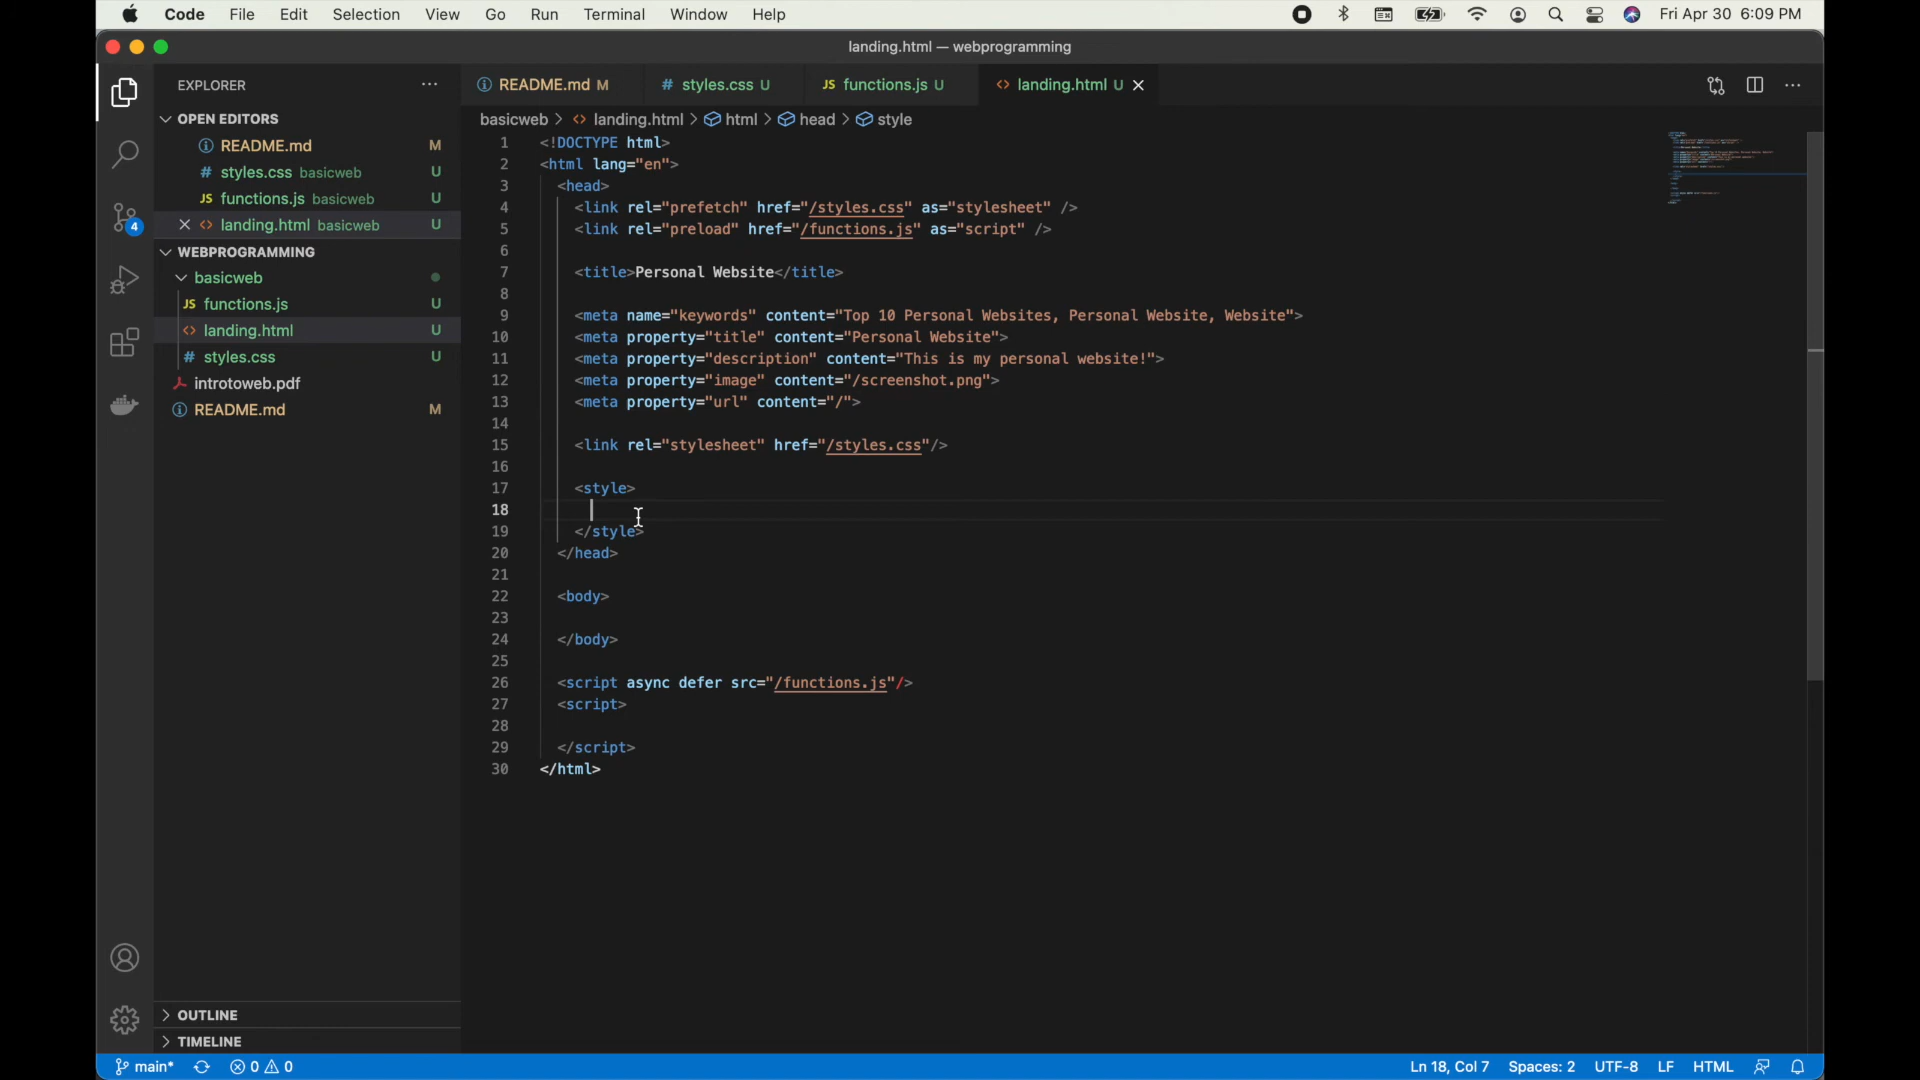 Code File Edit Selection View Go Run Terminal Window Help Fri Apr 30 6:09 PM
landing.html — webprogramming
EXPLORER
README.md M styles.css U functions.js U landing.html U
basicweb > landing.html > html > head > style
OPEN EDITORS
README.md M
styles.css basicweb U
functions.js basicweb U
landing.html basicweb U
WEBPROGRAMMING
basicweb
functions.js U
landing.html U
styles.css U
introtoweb.pdf
README.md M
4
1 <!DOCTYPE html>
2 <html lang="en">
3 <head>
4 <link rel="prefetch" href="/styles.css" as="stylesheet" />
5 <link rel="preload" href="/functions.js" as="script" />
6
7 <title>Personal Website</title>
8
9 <meta name="keywords" content="Top 10 Personal Websites, Personal Website, Website">
10 <meta property="title" content="Personal Website">
11 <meta property="description" content="This is my personal website!">
12 <meta property="image" content="/screenshot.png">
13 <meta property="url" content="/">
14
15 <link rel="stylesheet" href="/styles.css"/>
16
17 <style>
18
19 </style>
20 </head>
21
22 <body>
23
24 </body>
25
26 <script async defer src="/functions.js"/>
27 <script>
28
29 </script>
30 </html>
OUTLINE
TIMELINE
main* 0 0 Ln 18, Col 7 Spaces: 2 UTF-8 LF HTML